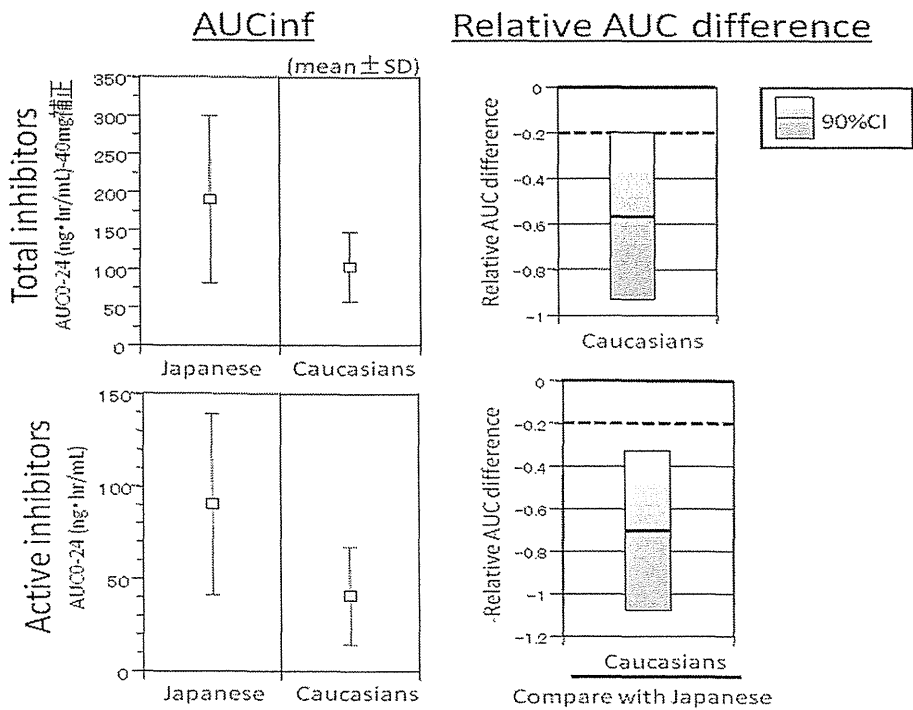 AUCinf
Relative AUC difference
(mean ± SD)
Total inhibitors
AUC0-24 (ng・hr/mL)-40mg補正
350
300
250
200
150
100
50
0
Japanese
Caucasians
Relative AUC difference
0
-0.2
-0.4
-0.6
-0.8
-1
Caucasians
90%CI
Active inhibitors
AUC0-24 (ng・hr/mL)
150
100
50
0
Japanese
Caucasians
-Relative AUC difference
0
-0.2
-0.4
-0.6
-0.8
-1
-1.2
Caucasians
Compare with Japanese